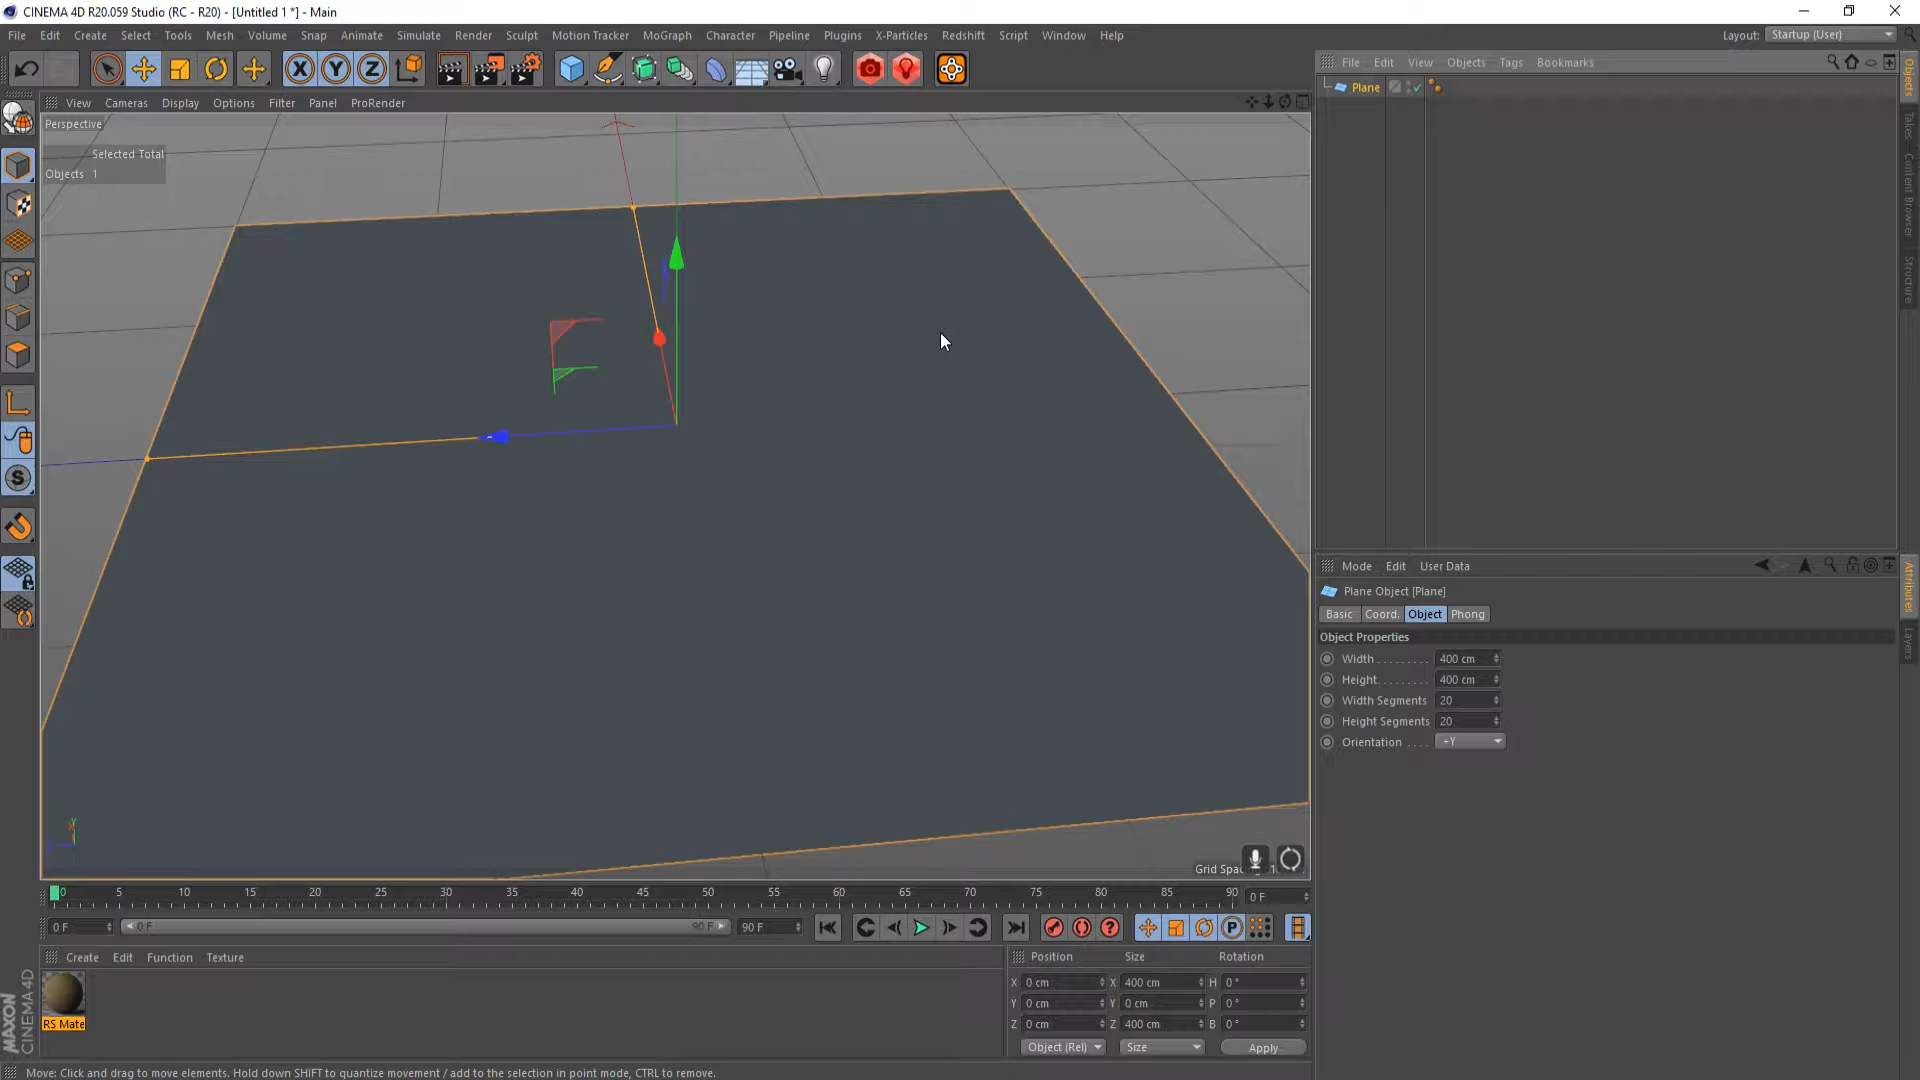 CINEMA 4D R20.059 Studio (RC - R20) - [Untitled 1 *] - Main
File Edit Create Select Tools Mesh Volume Snap Animate Simulate Render Sculpt Motion Tracker MoGraph Character Pipeline Plugins X-Particles Redshift Script Window Help
Layout: Startup (User)
File Edit View Objects Tags Bookmarks
Plane
View Cameras Display Options Filter Panel ProRender
Perspective
Selected Total
Objects 1
Objects
Takes
Content Browser
Structure
Mode Edit User Data
Plane Object [Plane]
Basic Coord. Object Phong
Object Properties
Width 400 cm
Height 400 cm
Width Segments 20
Height Segments 20
Orientation +Y
Attributes
Layers
Grid Spac
0 5 10 15 20 25 30 35 40 45 50 55 60 65 70 75 80 85 90 0 F
0 F 0 F 90 F 90 F
Create Edit Function Texture
RS Mate
Position Size Rotation
X 0 cm X 400 cm H 0 °
Y 0 cm Y 0 cm P 0 °
Z 0 cm Z 400 cm B 0 °
Object (Rel) Size Apply
MAXON
CINEMA 4D
Move: Click and drag to move elements. Hold down SHIFT to quantize movement / add to the selection in point mode, CTRL to remove.